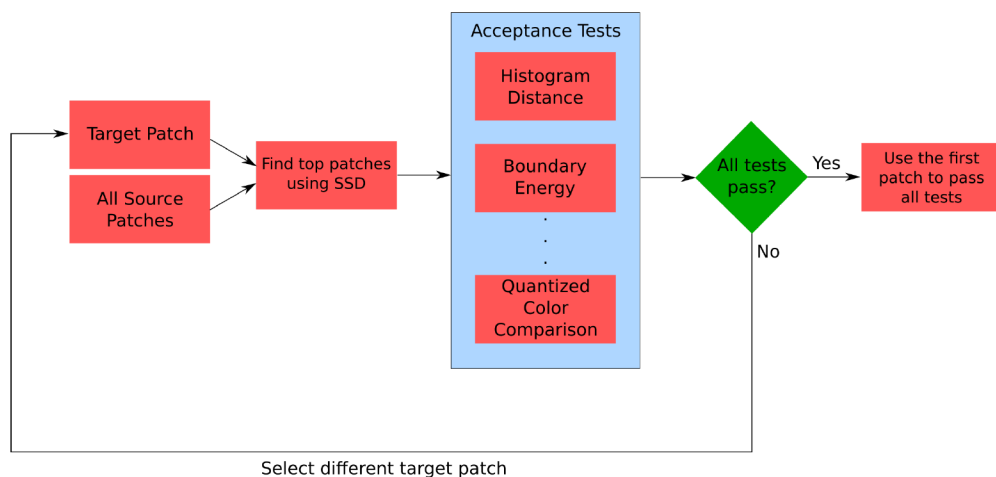 Acceptance Tests
Histogram
Distance
Target Patch
Find top patches
using SSD
Boundary
Energy
All tests
pass?
Yes
Use the first
patch to pass
all tests
All Source
Patches
.
.
.
No
Quantized
Color
Comparison
Select different target patch